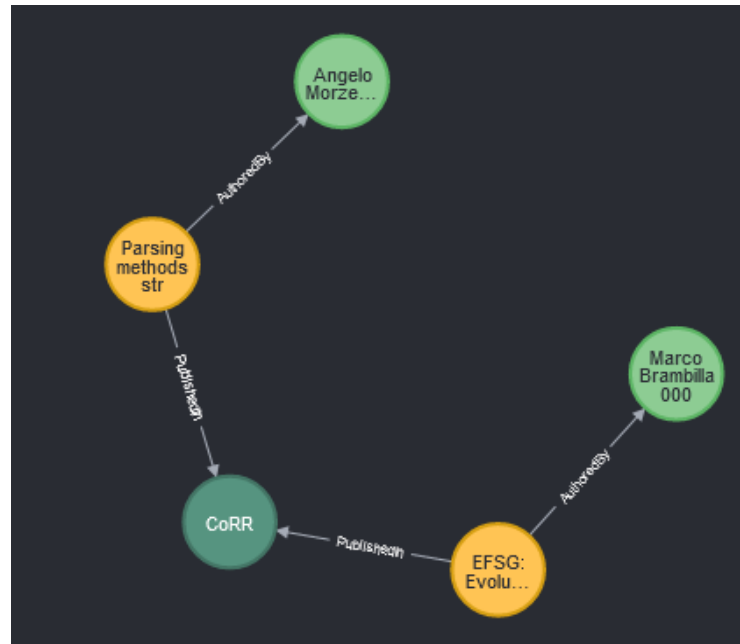 Angelo
Morze...
AuthoredBy
Parsing
methods
str
PublishedIn
Marco
Brambilla
000
AuthoredBy
CoRR
PublishedIn
EFSG:
Evolu...